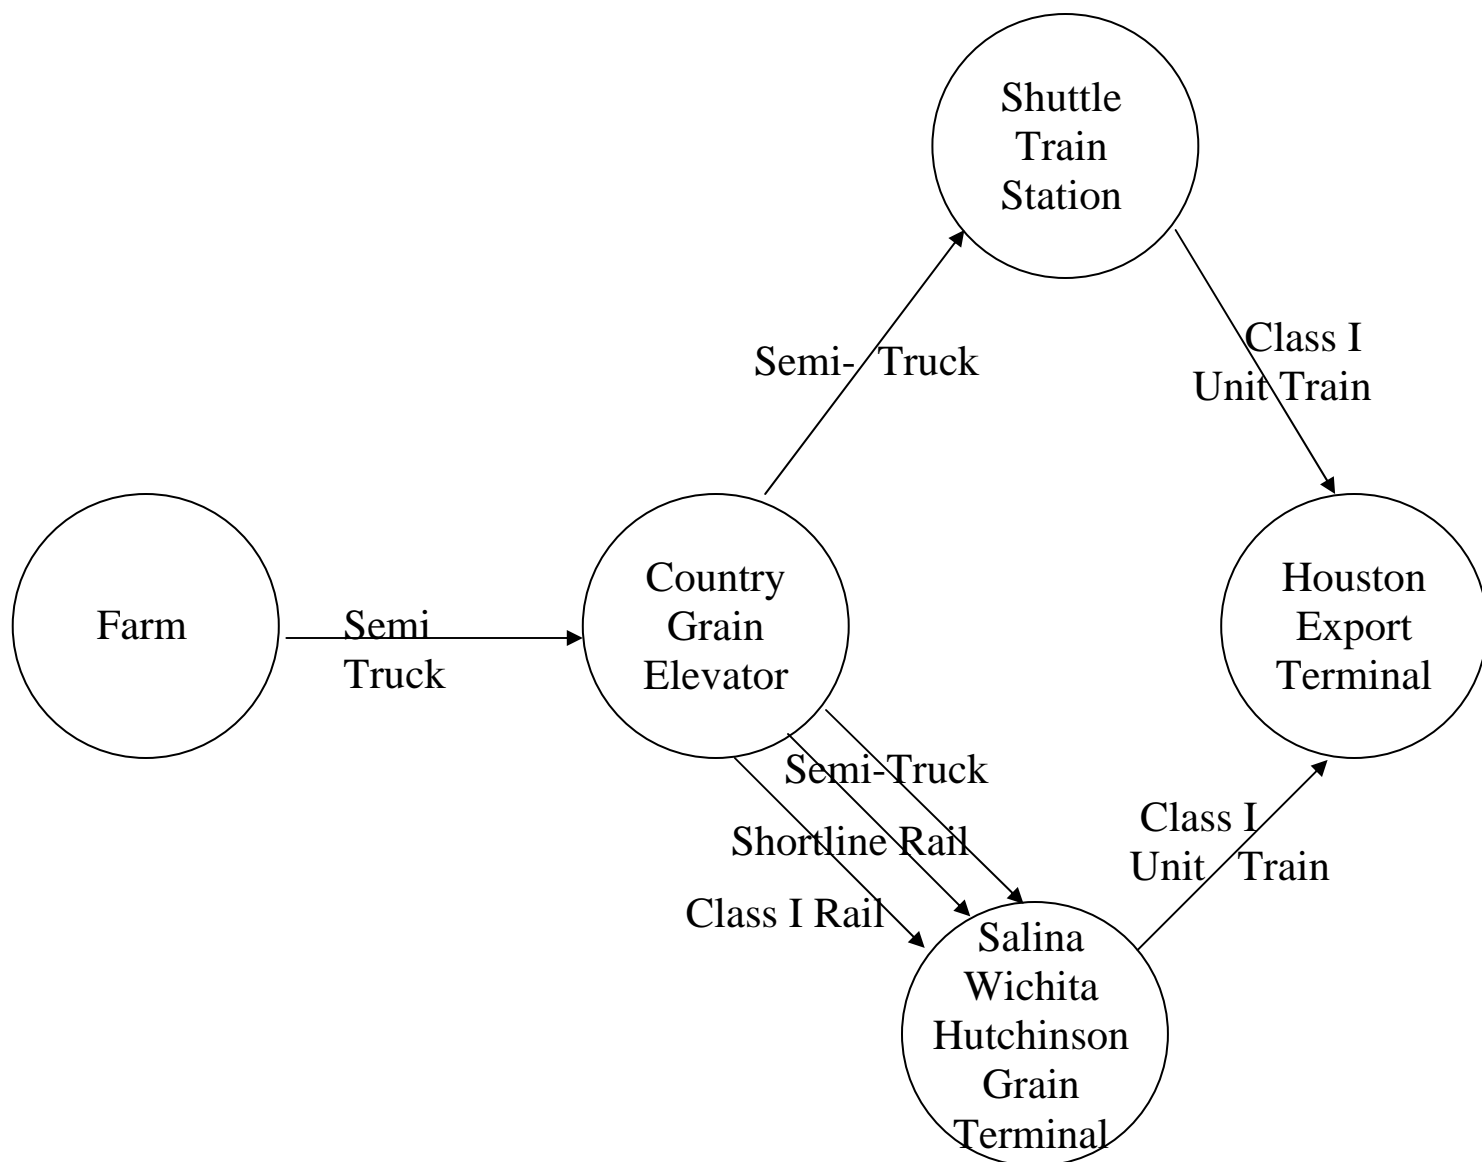 Shuttle
Train
Station
Semi- Truck
Class I
Unit Train
Farm
Semi
Truck
Country
Grain
Elevator
Houston
Export
Terminal
Semi-Truck
Shortline Rail
Class I Rail
Class I
Unit Train
Salina
Wichita
Hutchinson
Grain
Terminal